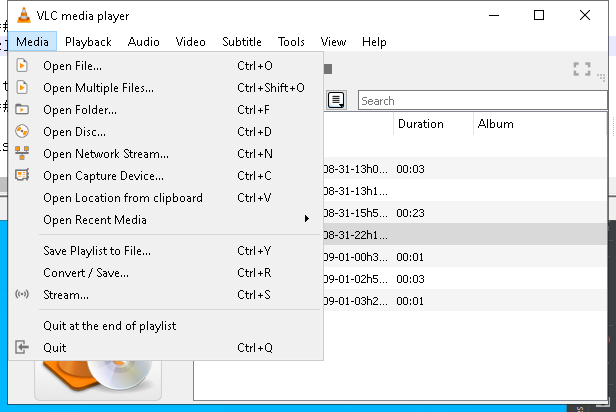 VLC media player
Media Playback Audio Video Subtitle Tools View Help
Open File... Ctrl+O
Open Multiple Files... Ctrl+Shift+O
Open Folder... Ctrl+F
Open Disc... Ctrl+D
Open Network Stream... Ctrl+N
Open Capture Device... Ctrl+C
Open Location from clipboard Ctrl+V
Open Recent Media
Save Playlist to File... Ctrl+Y
Convert / Save... Ctrl+R
Stream... Ctrl+S
Quit at the end of playlist
Quit Ctrl+Q
Search
Duration Album
08-31-13h0... 00:03
08-31-13h1...
08-31-15h5... 00:23
08-31-22h1...
09-01-00h3... 00:01
09-01-02h5... 00:03
09-01-03h2... 00:01